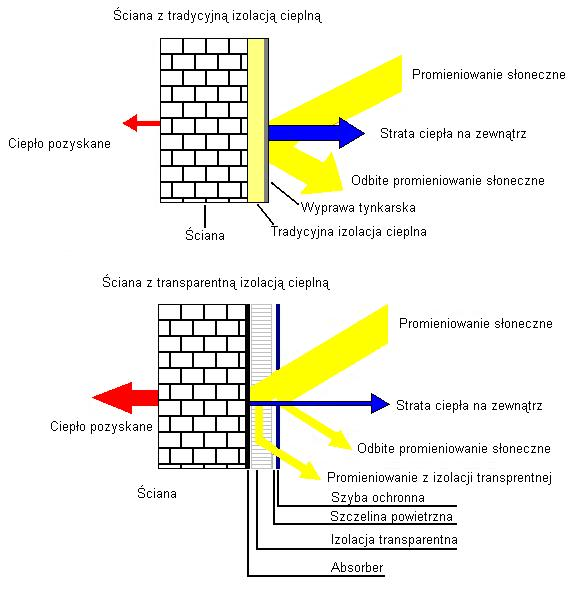 Ściana z tradycyjną izolacją cieplną
Promieniowanie słoneczne
Strata ciepła na zewnątrz
Ciepło pozyskane
Odbite promieniowanie słoneczne
Wyprawa tynkarska
Tradycyjna izolacja cieplna
Ściana
Ściana z transparentną izolacją cieplną
Promieniowanie słoneczne
Strata ciepła na zewnątrz
Ciepło pozyskane
Odbite promieniowanie słoneczne
Promieniowanie z izolacji transprentnej
Ściana
Szyba ochronna
Szczelina powietrzna
Izolacja transparentna
Absorber